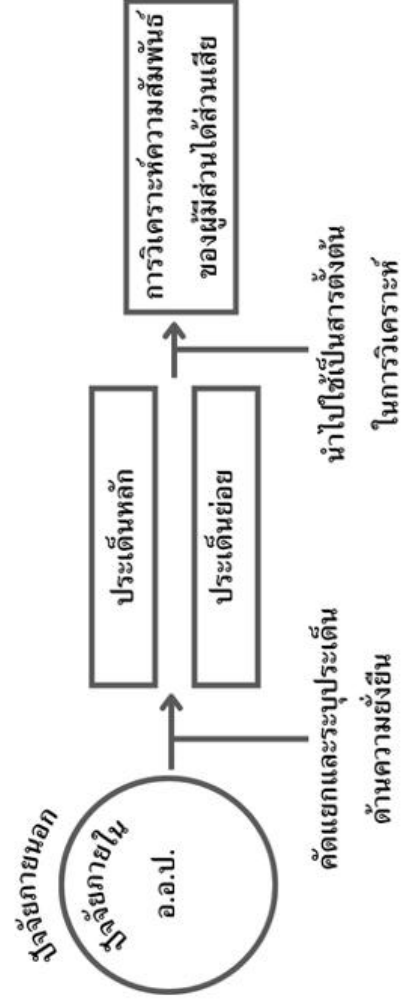 ปัจจัยภายนอก
ปัจจัยภายใน
อ.อ.ป.
คัดแยกและระบุประเด็น
ด้านความยั่งยืน
ประเด็นหลัก
ประเด็นย่อย
นำไปใช้เป็นสารตั้งต้น
ในการวิเคราะห์
การวิเคราะห์ความสัมพันธ์
ของผู้มีส่วนได้ส่วนเสีย